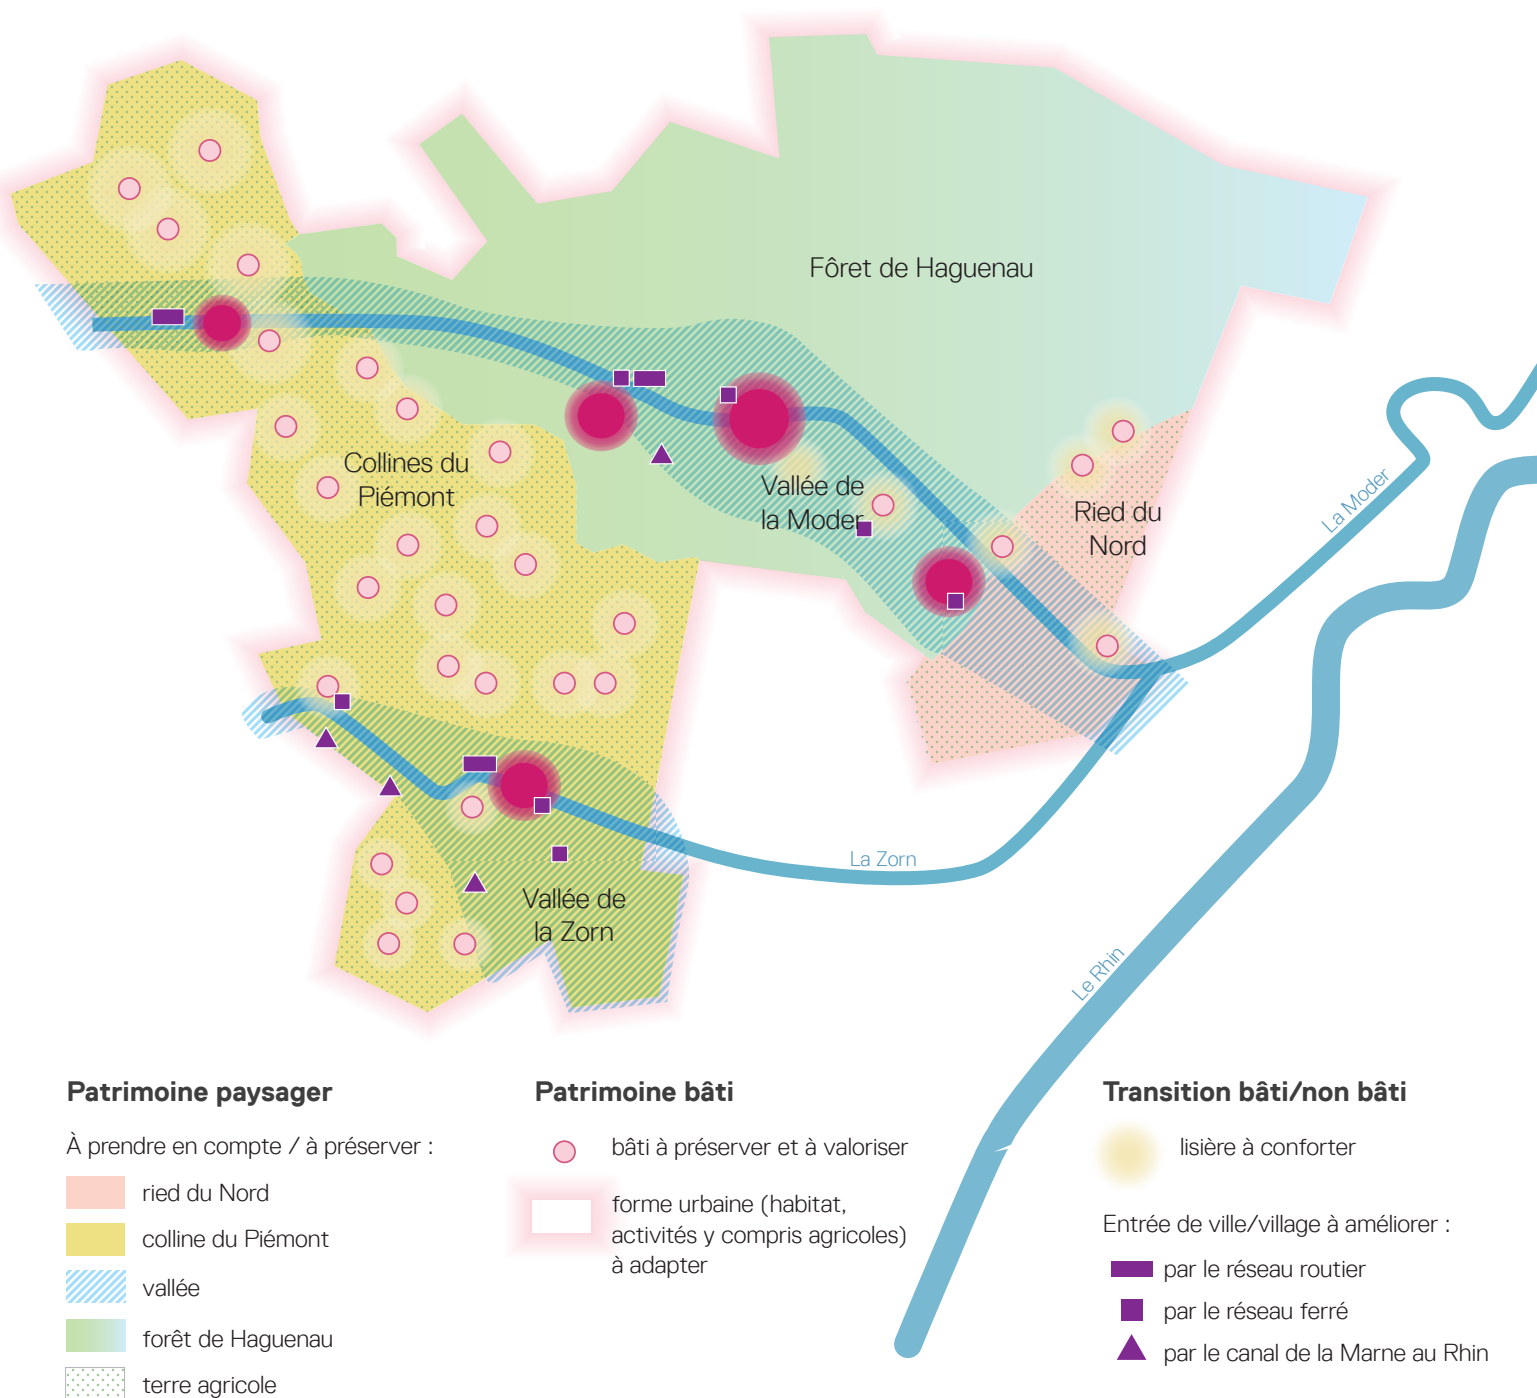 Fôret de Haguenau
Collines du
Piémont
Vallée de
la Moder
Ried du
Nord
La Moder
La Zorn
Vallée de
la Zorn
Le Rhin
Patrimoine paysager
À prendre en compte / à préserver :
ried du Nord
colline du Piémont
vallée
forêt de Haguenau
terre agricole
Patrimoine bâti
bâti à préserver et à valoriser
forme urbaine (habitat,
activités y compris agricoles)
à adapter
Transition bâti/non bâti
lisière à conforter
Entrée de ville/village à améliorer :
par le réseau routier
par le réseau ferré
par le canal de la Marne au Rhin